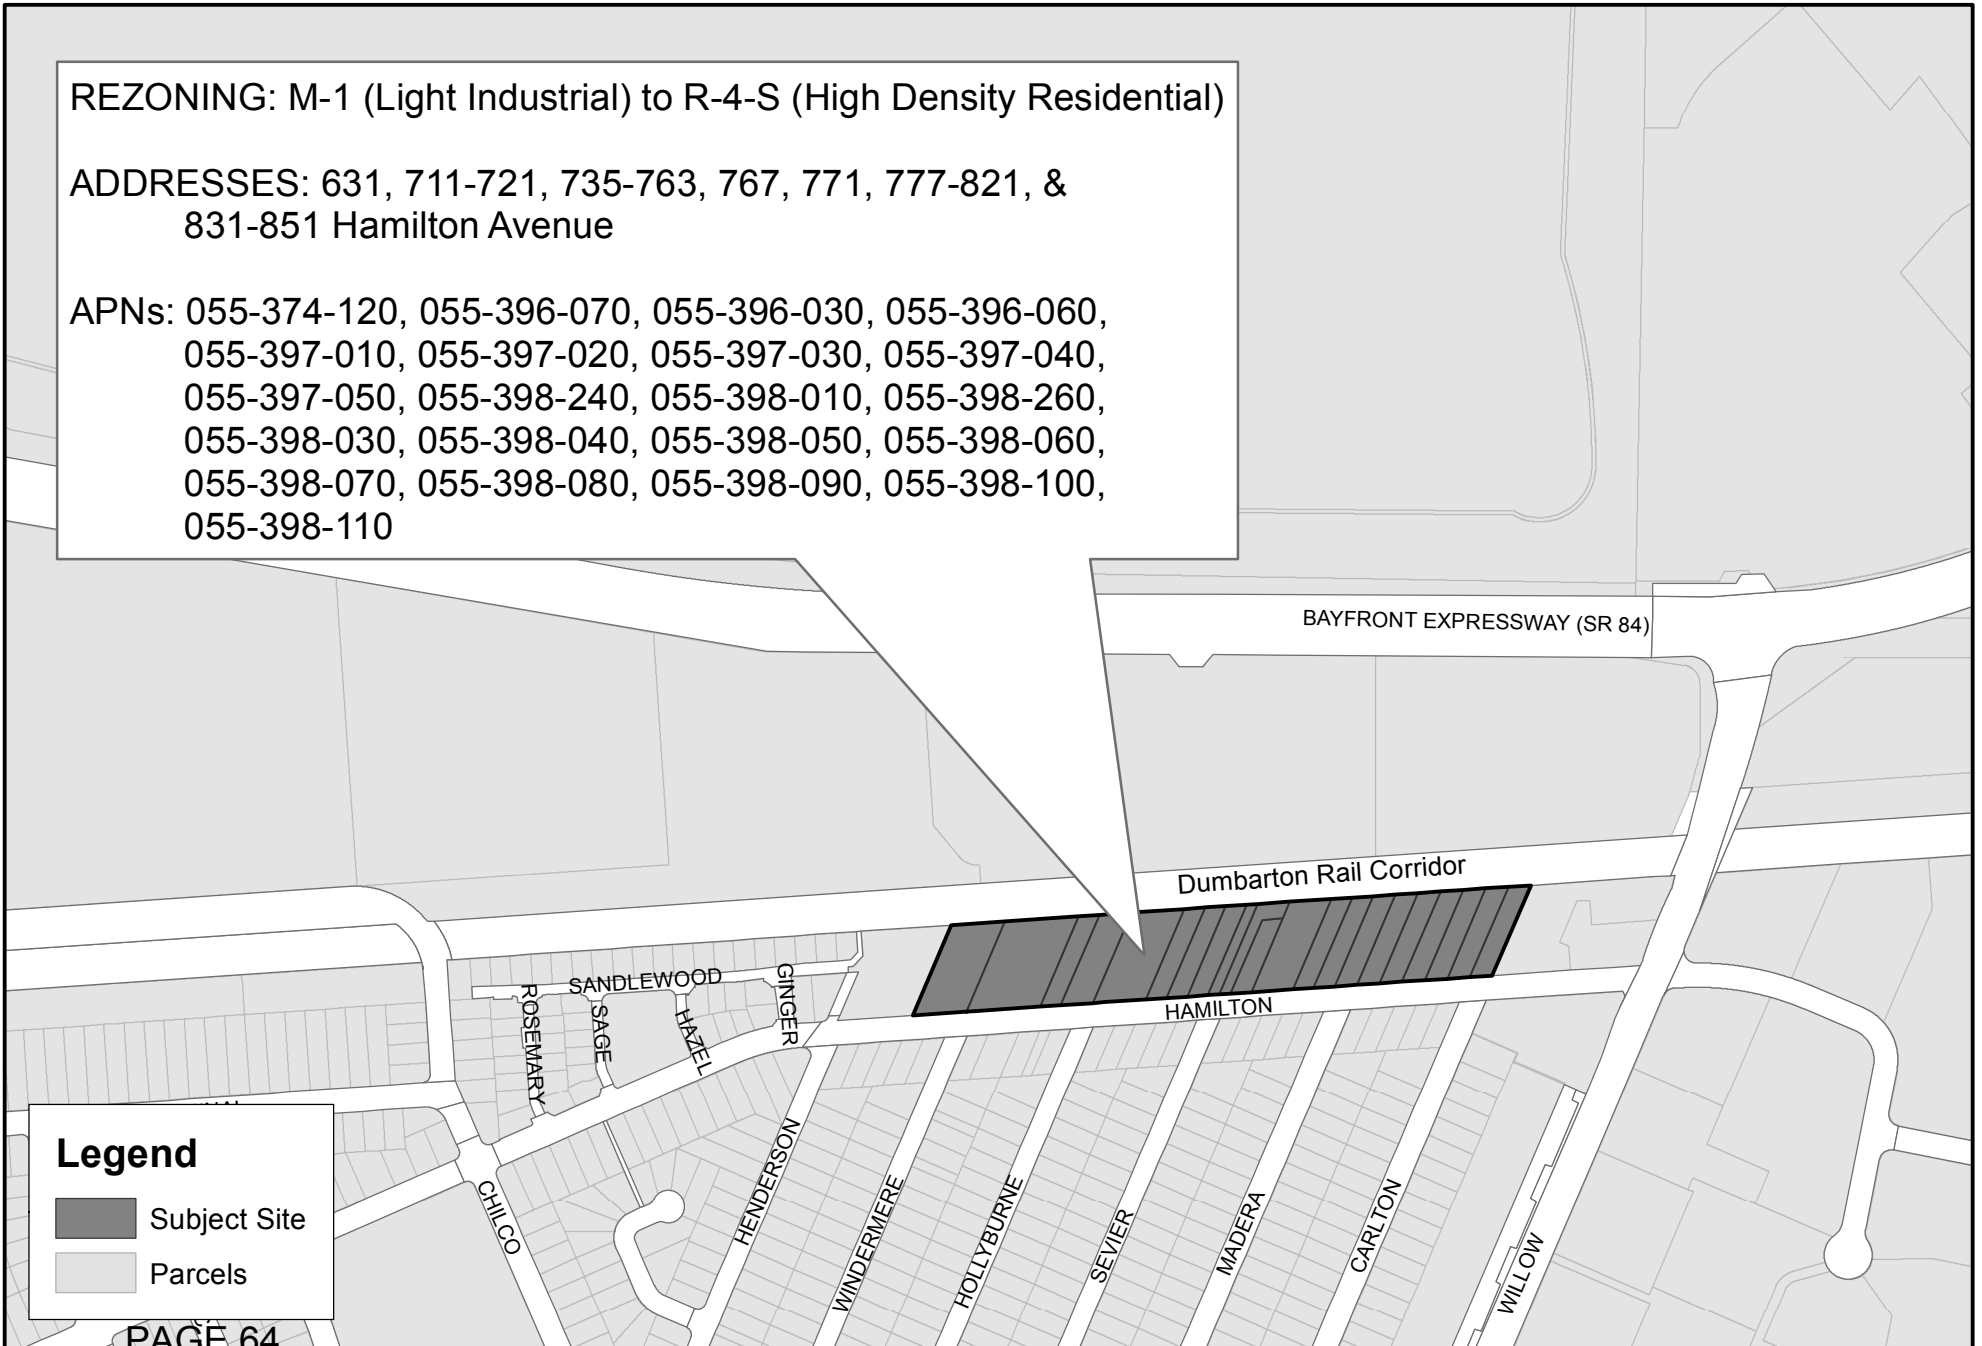 REZONING: M-1 (Light Industrial) to R-4-S (High Density Residential)
ADDRESSES: 631, 711-721, 735-763, 767, 771, 777-821, &
831-851 Hamilton Avenue
APNs: 055-374-120, 055-396-070, 055-396-030, 055-396-060,
055-397-010, 055-397-020, 055-397-030, 055-397-040,
055-397-050, 055-398-240, 055-398-010, 055-398-260,
055-398-030, 055-398-040, 055-398-050, 055-398-060,
055-398-070, 055-398-080, 055-398-090, 055-398-100,
055-398-110
BAYFRONT EXPRESSWAY (SR 84)
Dumbarton Rail Corridor
SANDLEWOOD
GINGER
ROSEMARY
SAGE
HAZEL
HAMILTON
HENDERSON
WINDERMERE
HOLLYBURNE
SEVIER
MADERA
CARLTON
WILLOW
CHILCO
Legend
Subject Site
Parcels
PAGE 64